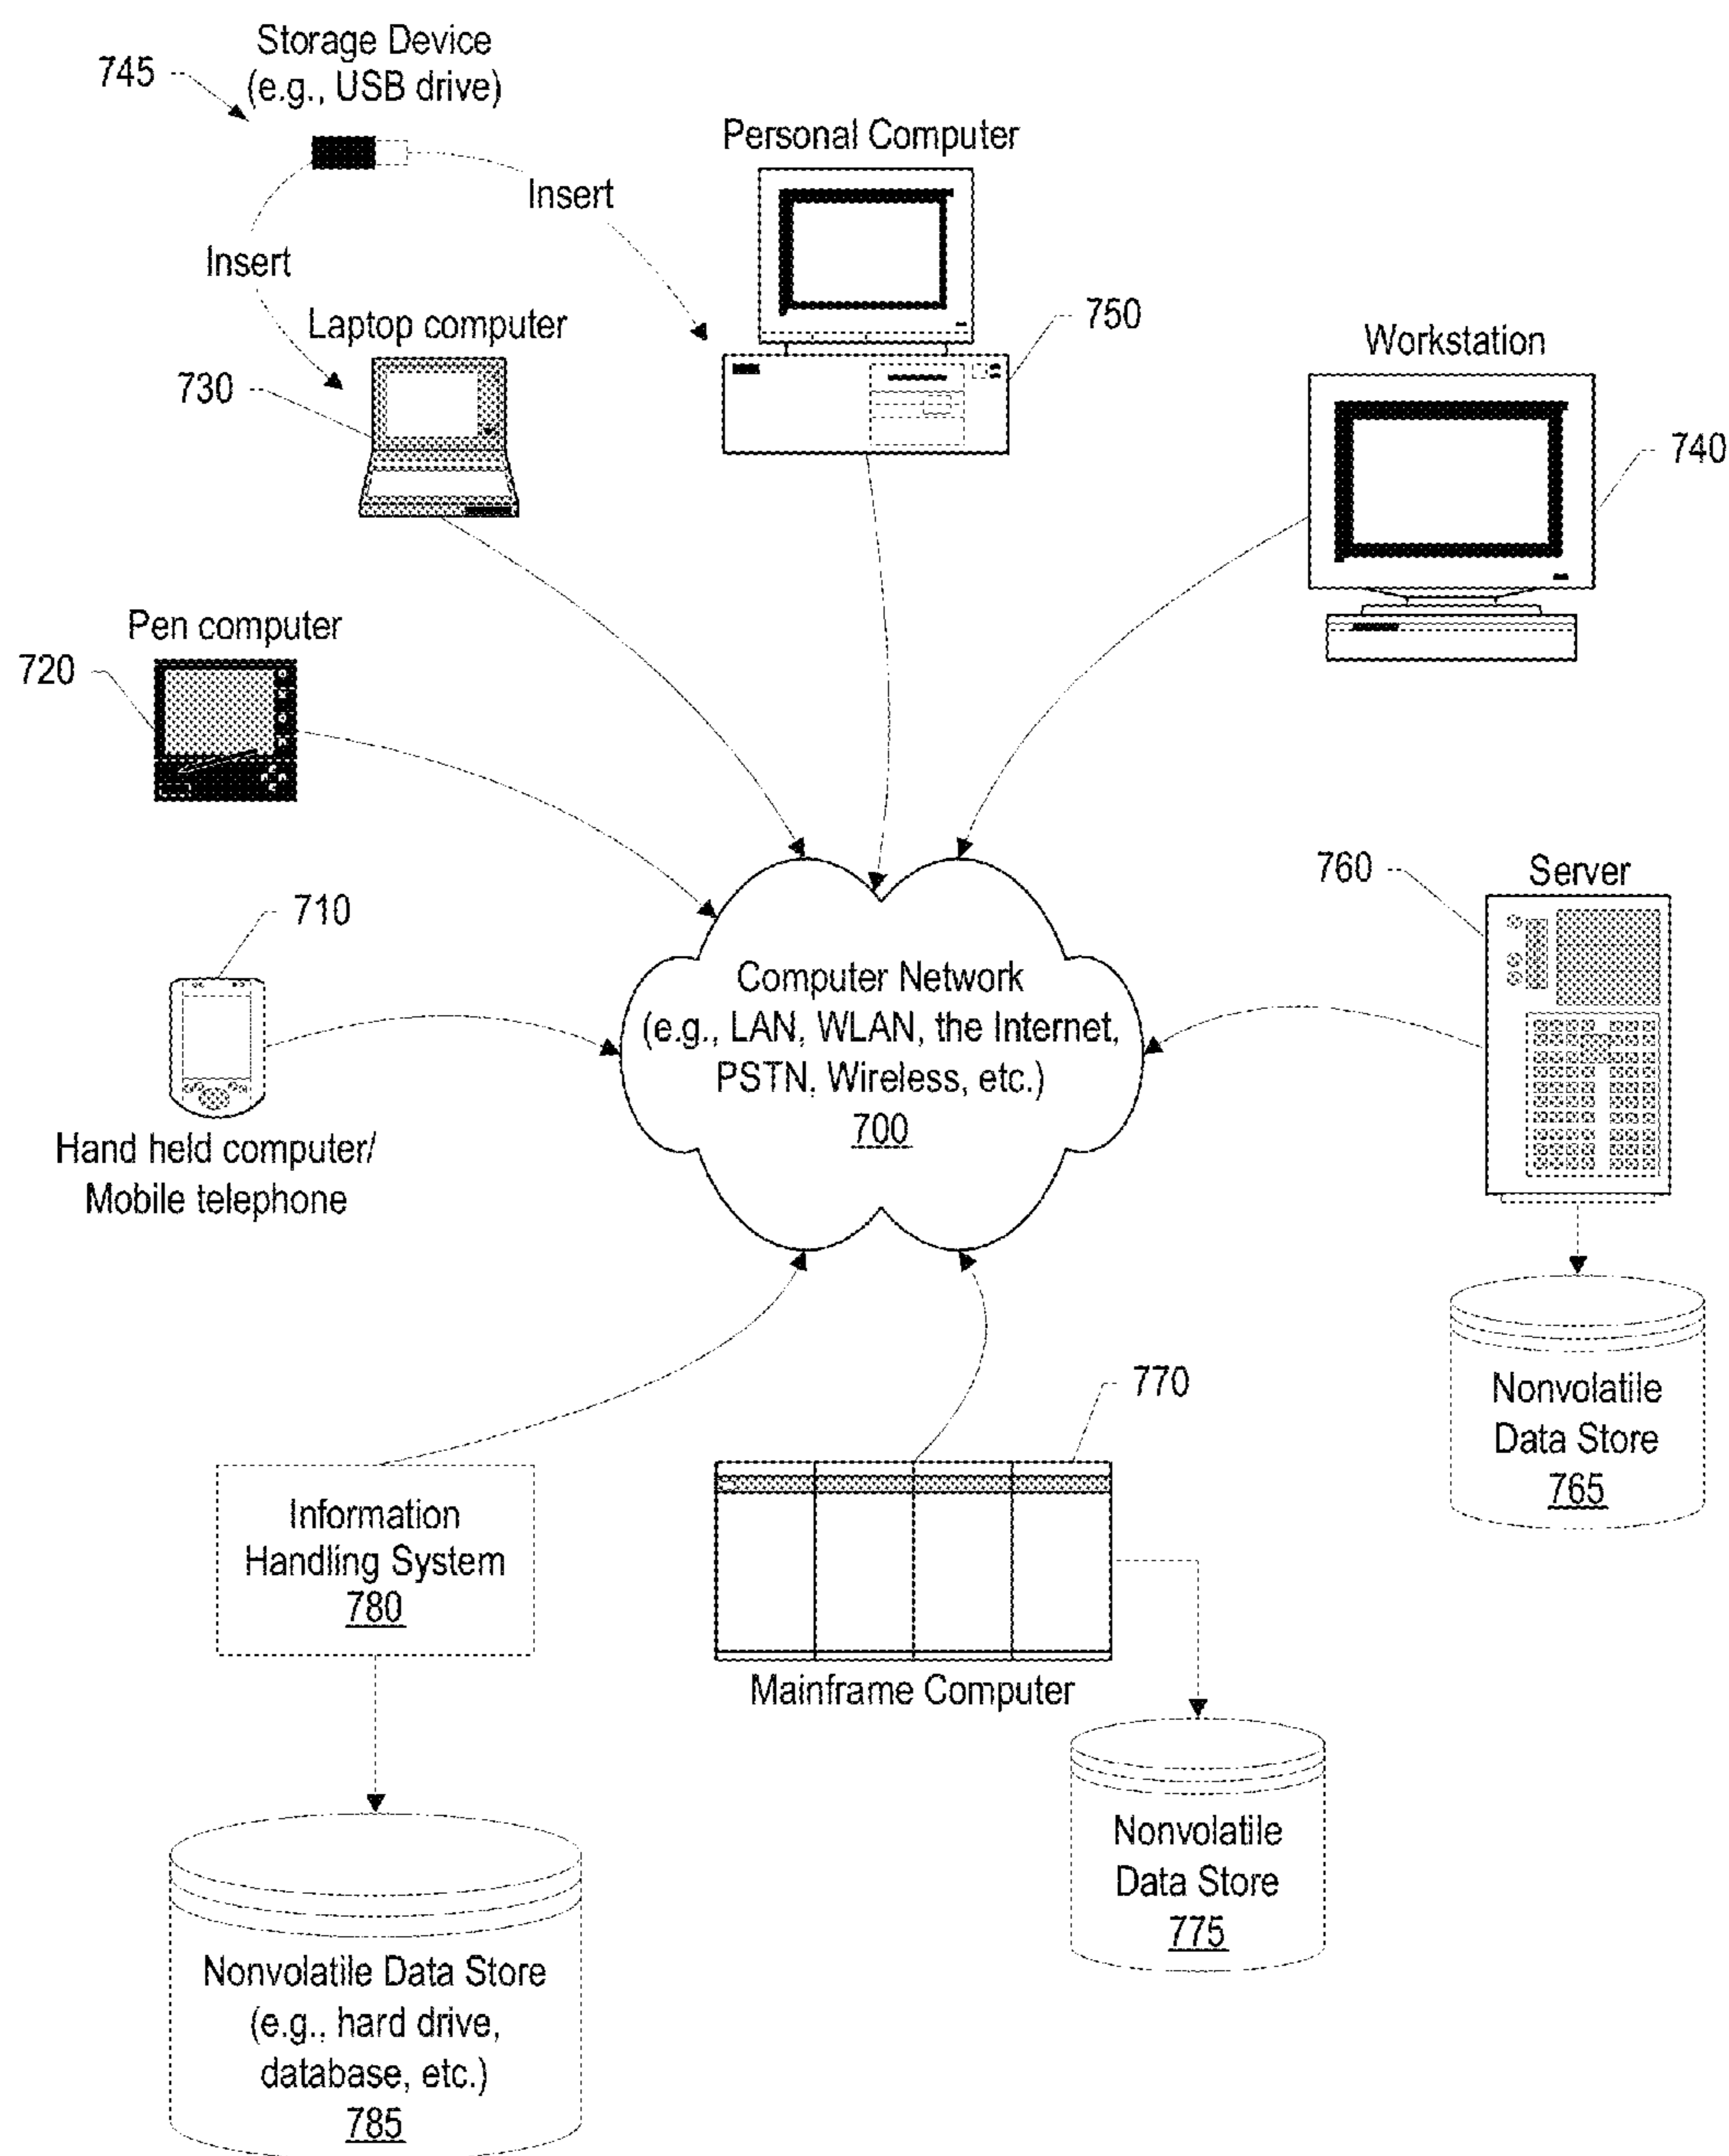 Storage Device
(e.g., USB drive)
745
Personal Computer
Insert
Insert
Laptop computer
750
Workstation
730
740
Pen computer
720
760
Server
710
Computer Network
(e.g., LAN, WLAN, the Internet,
PSTN, Wireless, etc.)
700
Hand held computer/
Mobile telephone
770
Nonvolatile
Data Store
765
Information
Handling System
780
Mainframe Computer
Nonvolatile
Data Store
775
Nonvolatile Data Store
(e.g., hard drive,
database, etc.)
785